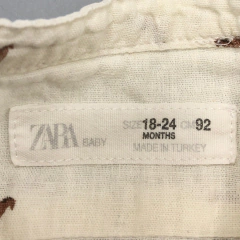 ZARA BABY SIZE 18-24 CM 92
MONTHS
MADE IN TURKEY